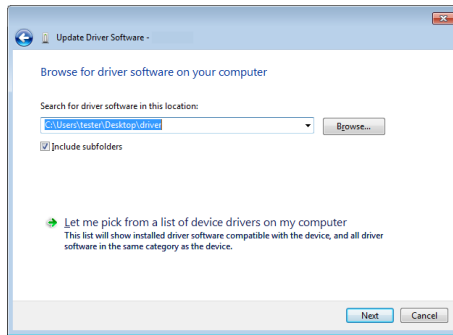 Update Driver Software -
Browse for driver software on your computer
Search for driver software in this location:
C:\Users\tester\Desktop\driver
Browse...
Include subfolders
Let me pick from a list of device drivers on my computer
This list will show installed driver software compatible with the device, and all driver
software in the same category as the device.
Next Cancel